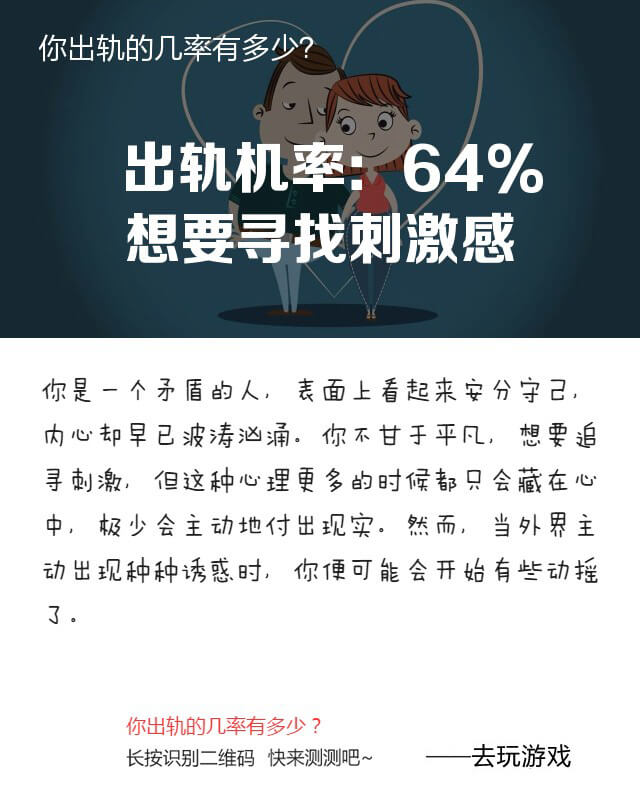 你出轨的几率有多少?
出轨机率：64%
想要寻找刺激感
你是一个矛盾的人，表面上看起来安分守己，
内心却早已波涛汹涌。你不甘于平凡，想要追
寻刺激，但这种心理更多的时候都只会藏在心
中，极少会主动地付出现实。然而，当外界主
动出现种种诱惑时，你便可能会开始有些动摇
了。
你出轨的几率有多少？
长按识别二维码 快来测测吧~ ——去玩游戏